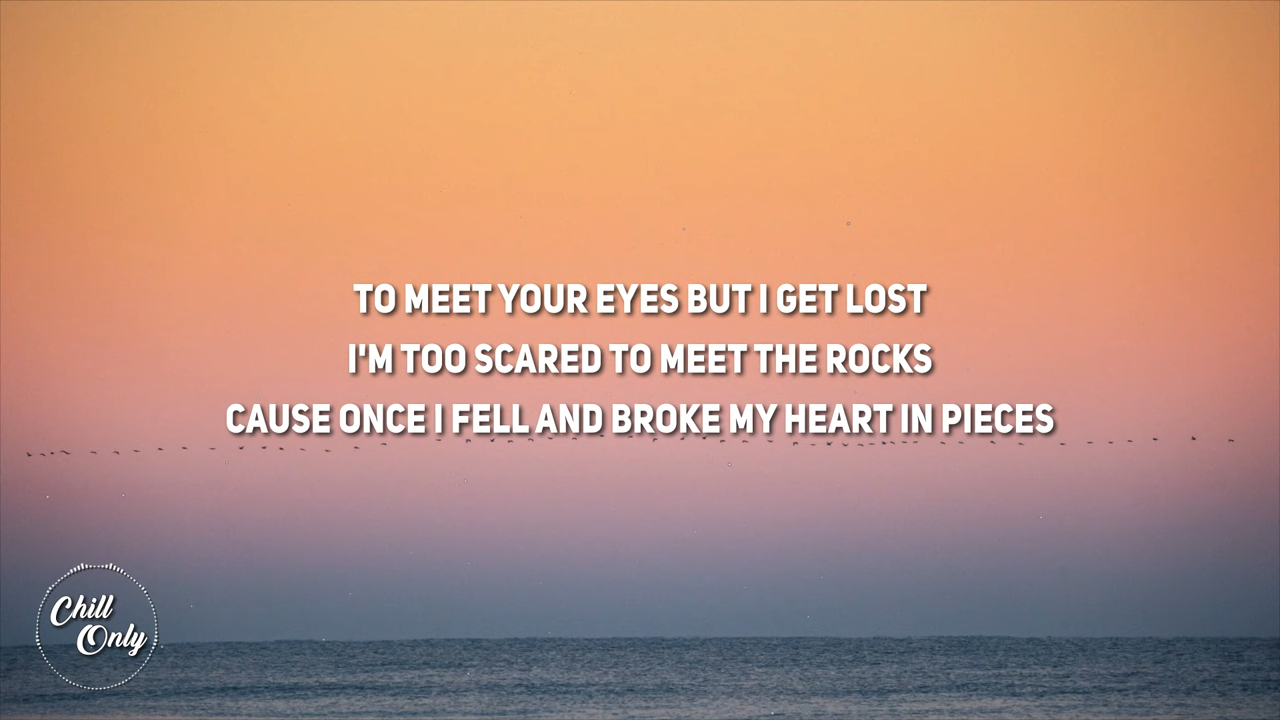 TO MEET YOUR EYES BUT I GET LOST
I'M TOO SCARED TO MEET THE ROCKS
CAUSE ONCE I FELL AND BROKE MY HEART IN PIECES
Chill
Only